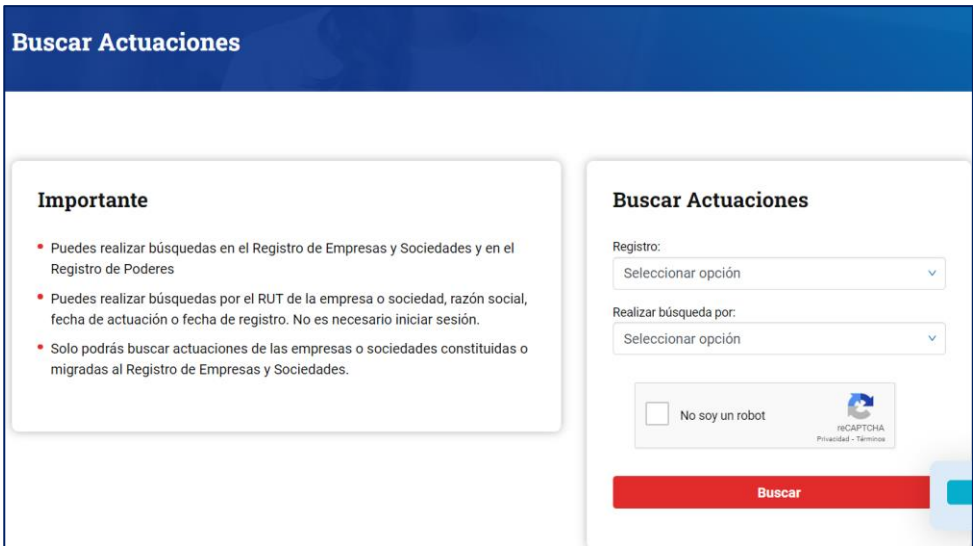 Buscar Actuaciones
Importante
• Puedes realizar búsquedas en el Registro de Empresas y Sociedades y en el
Registro de Poderes
• Puedes realizar búsquedas por el RUT de la empresa o sociedad, razón social,
fecha de actuación o fecha de registro. No es necesario iniciar sesión.
• Solo podrás buscar actuaciones de las empresas o sociedades constituidas o
migradas al Registro de Empresas y Sociedades.
Buscar Actuaciones
Registro:
Seleccionar opción
Realizar búsqueda por:
Seleccionar opción
No soy un robot
reCAPTCHA
Privacidad - Términos
Buscar